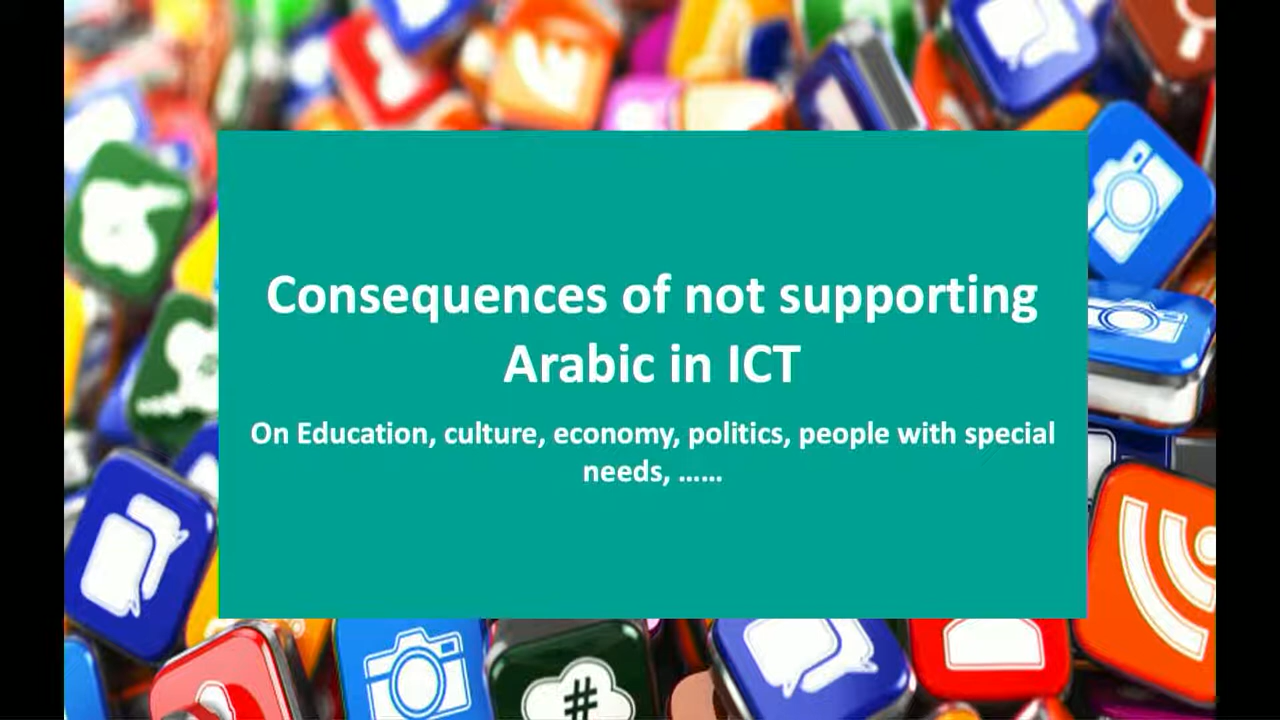 Consequences of not supporting
Arabic in ICT
On Education, culture, economy, politics, people with special
needs, ......
#